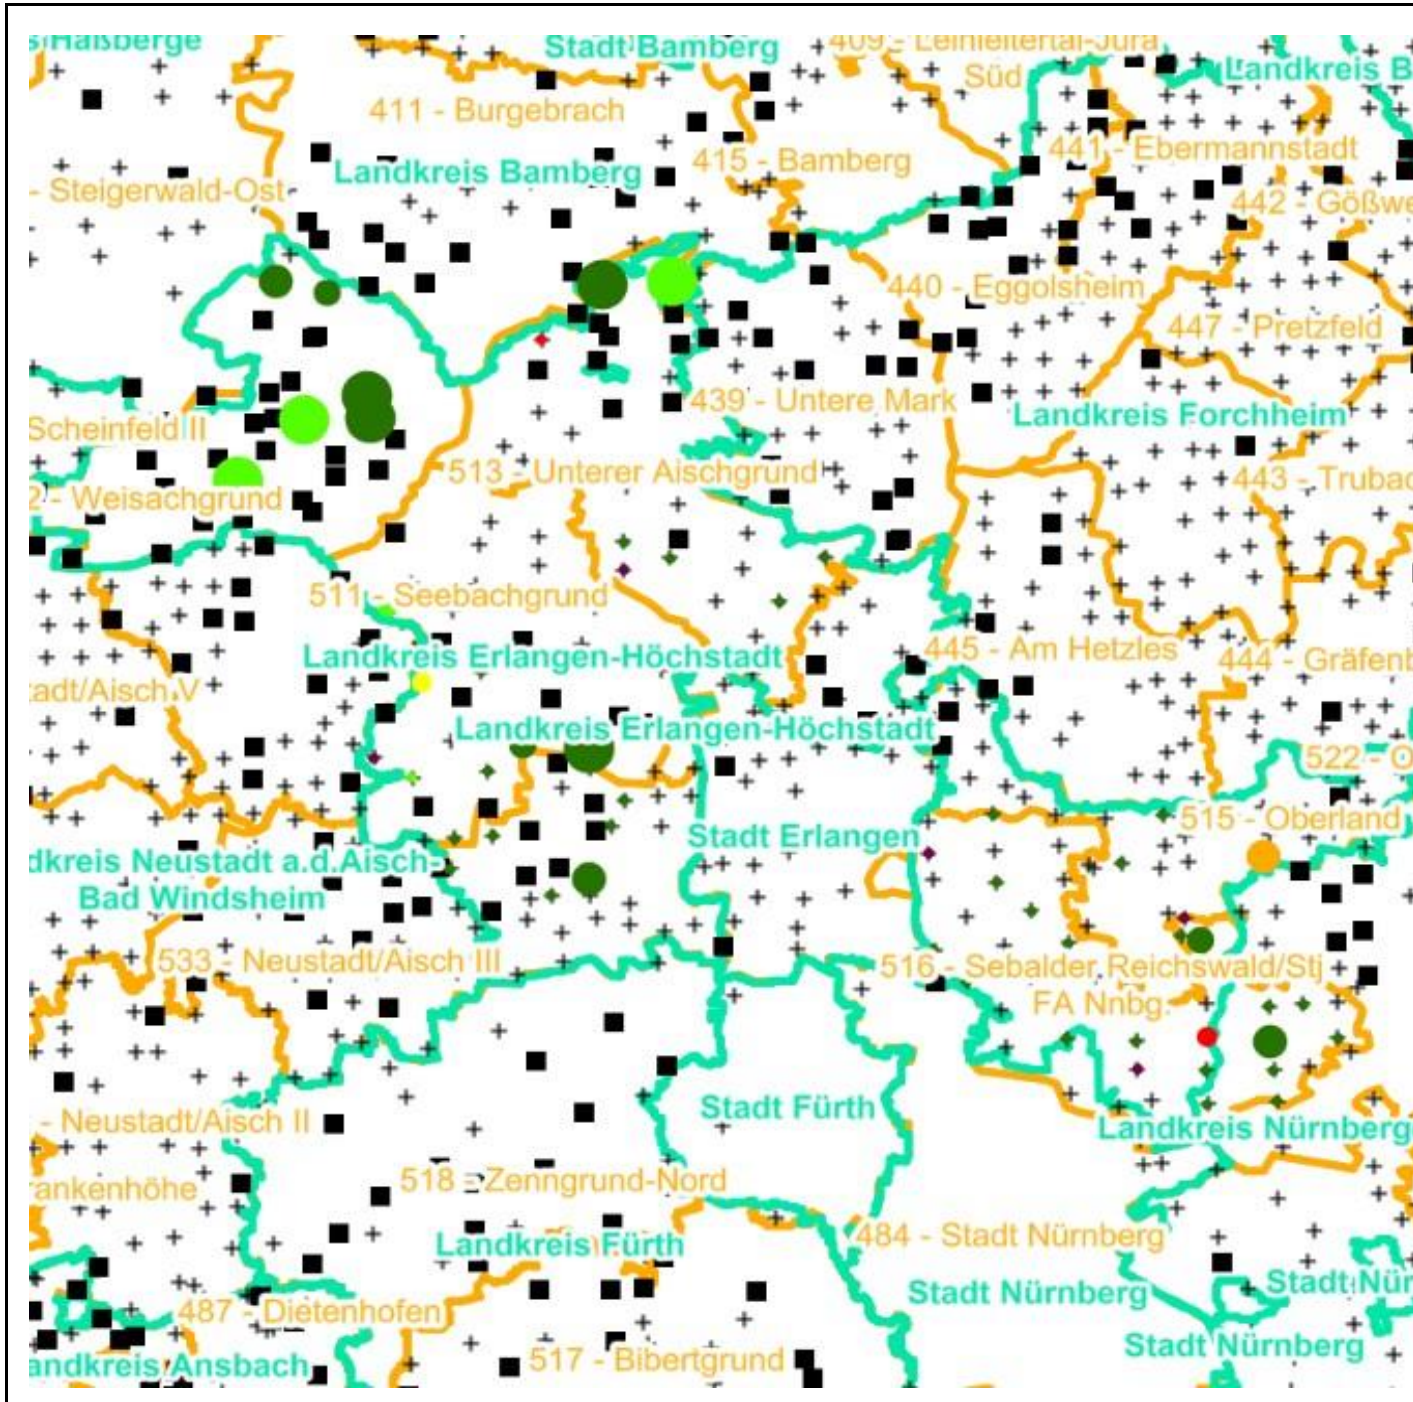 s Haßberge
Stadt Bamberg
409 - Leinleitertal-Jura
Süd
Landkreis B
411 - Burgebrach
441 - Ebermannstadt
415 - Bamberg
Landkreis Bamberg
- Steigerwald-Ost
442 - Gößwe
440 - Eggolsheim
447 - Pretzfeld
439 - Untere Mark
Landkreis Forchheim
Scheinfeld II
513 - Unterer Aischgrund
443 - Trubac
2 - Weisachgrund
511 - Seebachgrund
445 - Am Hetzles
Landkreis Erlangen-Höchstadt
444 - Gräfenb
tadt/Aisch V
Landkreis Erlangen-Höchstadt
522 - O
515 - Oberland
Stadt Erlangen
dkreis Neustadt a.d.Aisch-
Bad Windsheim
533 - Neustadt/Aisch III
516 - Sebalder Reichswald/Stj
FA Nnbg.
Stadt Fürth
- Neustadt/Aisch II
Landkreis Nürnberg
518 - Zenngrund-Nord
rankenhöhe
484 - Stadt Nürnberg
Landkreis Fürth
Stadt Nür
Stadt Nürnberg
487 - Dietenhofen
Stadt Nürnberg
517 - Bibertgrund
andkreis Ansbach